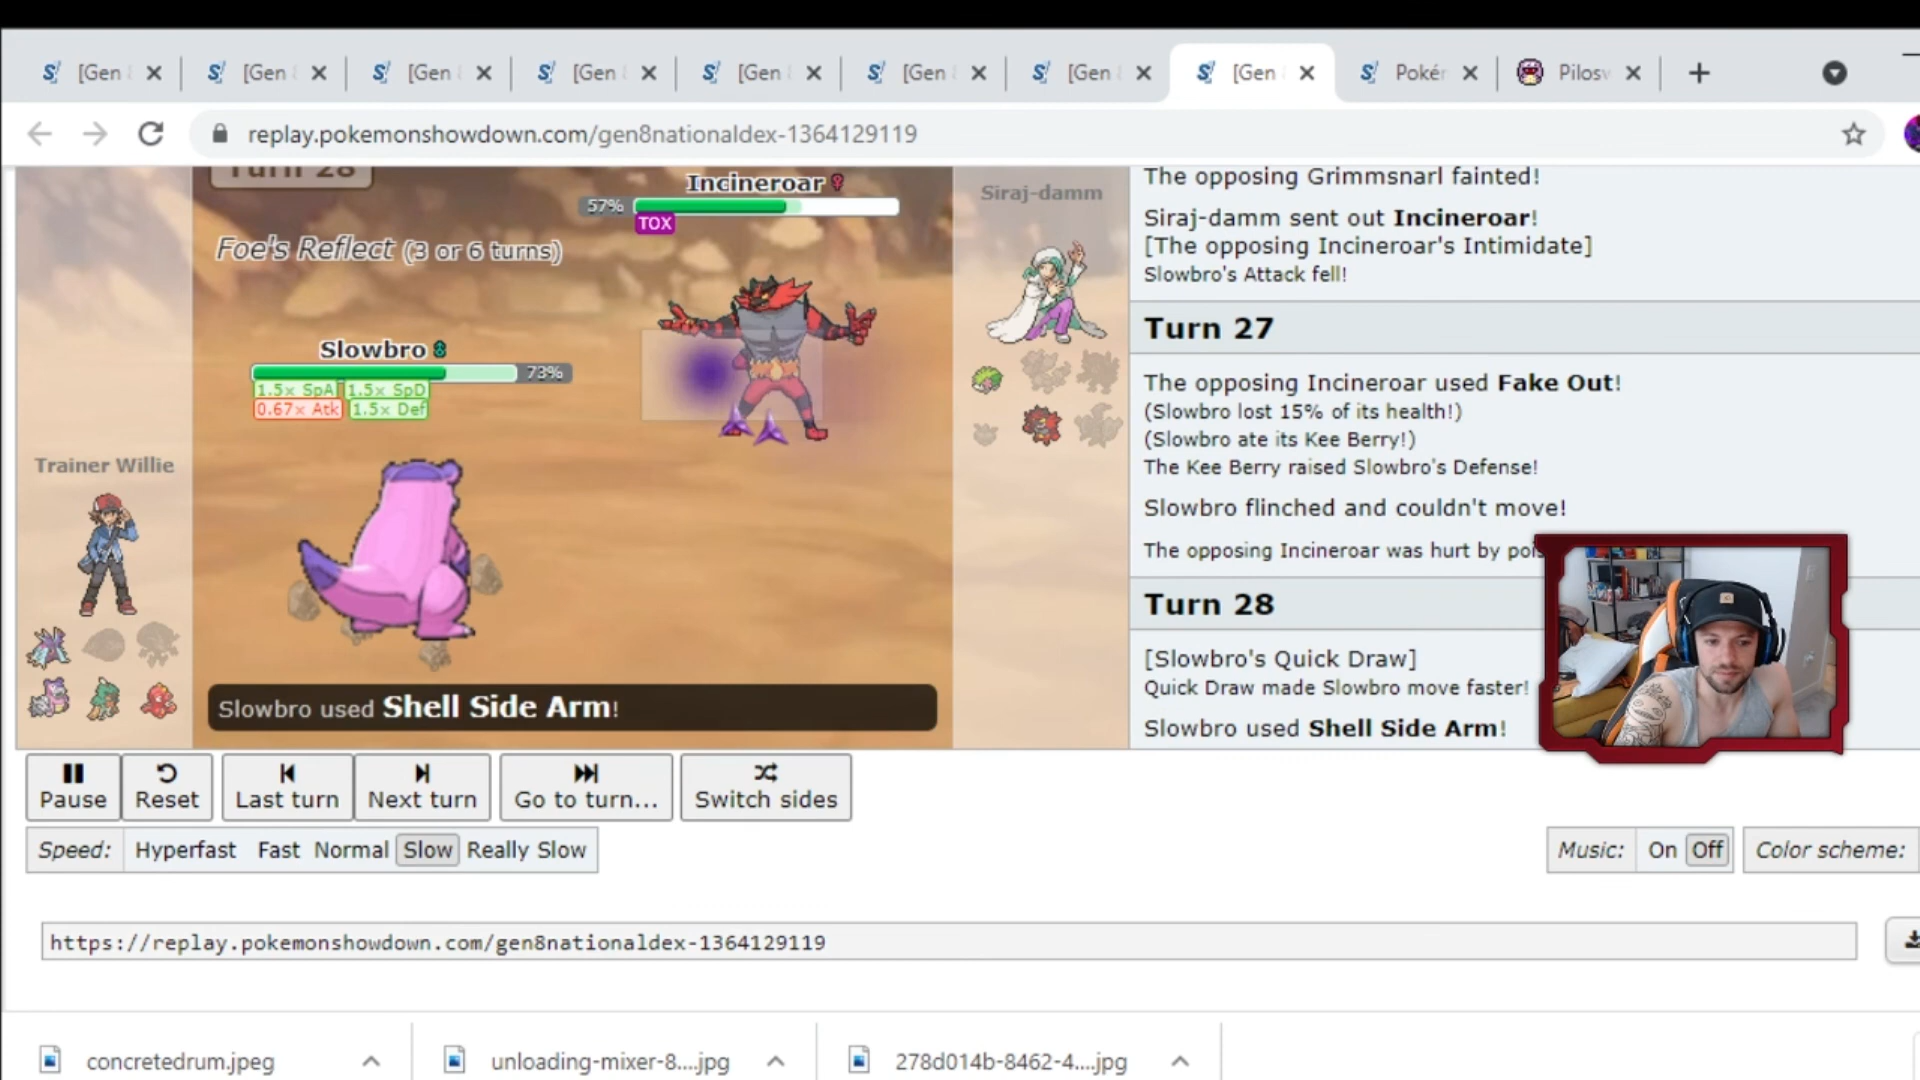 [Gen
[Gen
[Gen
[Gen
[Gen
[Gen
[Gen
[Gen
Pokér
Pilosv
replay.pokemonshowdown.com/gen8nationaldex-1364129119
Turn 28
Incineroar
57%
TOX
Foe's Reflect (3 or 6 turns)
Slowbro
73%
1.5× SpA 1.5× SpD
0.67× Atk 1.5× Def
Trainer Willie
Siraj-damm
Slowbro used Shell Side Arm!
The opposing Grimmsnarl fainted!
Siraj-damm sent out Incineroar!
[The opposing Incineroar's Intimidate]
Slowbro's Attack fell!
Turn 27
The opposing Incineroar used Fake Out!
(Slowbro lost 15% of its health!)
(Slowbro ate its Kee Berry!)
The Kee Berry raised Slowbro's Defense!
Slowbro flinched and couldn't move!
The opposing Incineroar was hurt by poi
Turn 28
[Slowbro's Quick Draw]
Quick Draw made Slowbro move faster!
Slowbro used Shell Side Arm!
Pause
Reset
Last turn
Next turn
Go to turn...
Switch sides
Speed: Hyperfast Fast Normal Slow Really Slow
Music: On Off
Color scheme:
https://replay.pokemonshowdown.com/gen8nationaldex-1364129119
concretedrum.jpeg
unloading-mixer-8....jpg
278d014b-8462-4....jpg